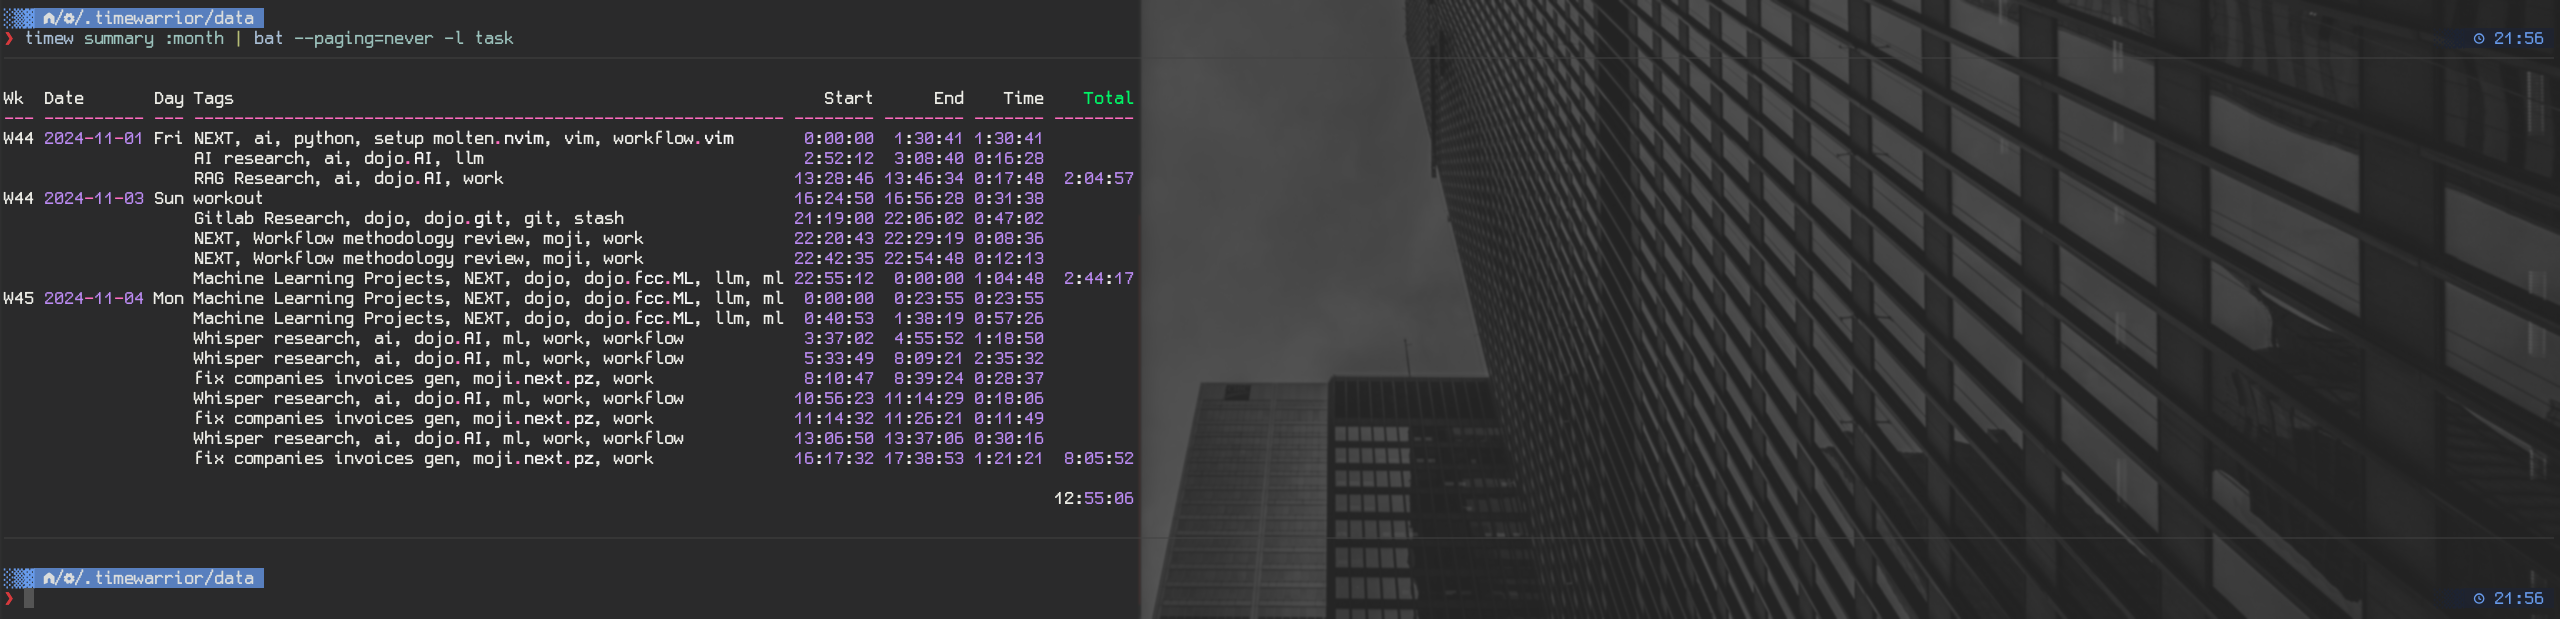 /.timewarrior/data
❯ timew summary :month | bat --paging=never -l task 21:56
Wk Date Day Tags Start End Time Total
--- ---------- --- ----------------------------------------------------------- -------- -------- ------- --------
W44 2024-11-01 Fri NEXT, ai, python, setup molten.nvim, vim, workflow.vim 0:00:00 1:30:41 1:30:41
AI research, ai, dojo.AI, llm 2:52:12 3:08:40 0:16:28
RAG Research, ai, dojo.AI, work 13:28:46 13:46:34 0:17:48 2:04:57
W44 2024-11-03 Sun workout 16:24:50 16:56:28 0:31:38
Gitlab Research, dojo, dojo.git, git, stash 21:19:00 22:06:02 0:47:02
NEXT, Workflow methodology review, moji, work 22:20:43 22:29:19 0:08:36
NEXT, Workflow methodology review, moji, work 22:42:35 22:54:48 0:12:13
Machine Learning Projects, NEXT, dojo, dojo.fcc.ML, llm, ml 22:55:12 0:00:00 1:04:48 2:44:17
W45 2024-11-04 Mon Machine Learning Projects, NEXT, dojo, dojo.fcc.ML, llm, ml 0:00:00 0:23:55 0:23:55
Machine Learning Projects, NEXT, dojo, dojo.fcc.ML, llm, ml 0:40:53 1:38:19 0:57:26
Whisper research, ai, dojo.AI, ml, work, workflow 3:37:02 4:55:52 1:18:50
Whisper research, ai, dojo.AI, ml, work, workflow 5:33:49 8:09:21 2:35:32
fix companies invoices gen, moji.next.pz, work 8:10:47 8:39:24 0:28:37
Whisper research, ai, dojo.AI, ml, work, workflow 10:56:23 11:14:29 0:18:06
fix companies invoices gen, moji.next.pz, work 11:14:32 11:26:21 0:11:49
Whisper research, ai, dojo.AI, ml, work, workflow 13:06:50 13:37:06 0:30:16
fix companies invoices gen, moji.next.pz, work 16:17:32 17:38:53 1:21:21 8:05:52
12:55:06
/.timewarrior/data
❯ 21:56